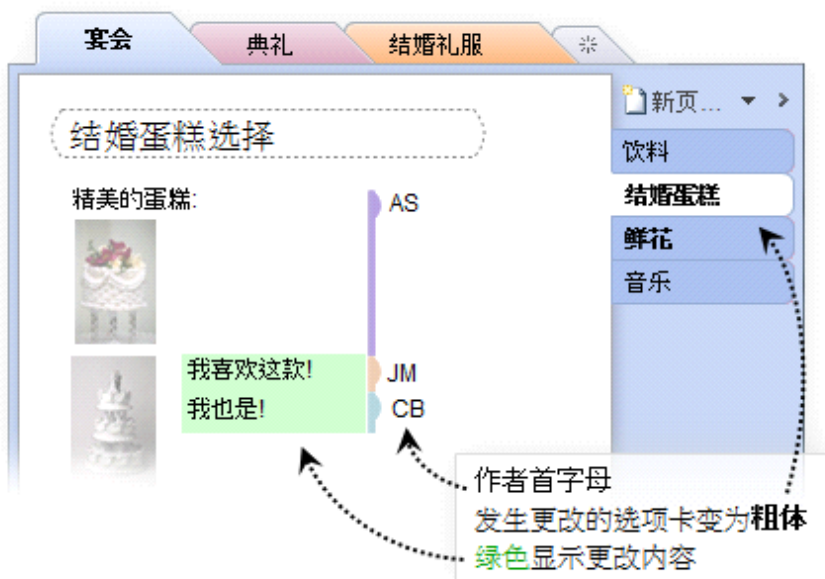 宴会
典礼
结婚礼服
新页...
结婚蛋糕选择
饮料
精美的蛋糕:
AS
结婚蛋糕
鲜花
音乐
我喜欢这款!
JM
我也是!
CB
作者首字母
发生更改的选项卡变为粗体
绿色显示更改内容